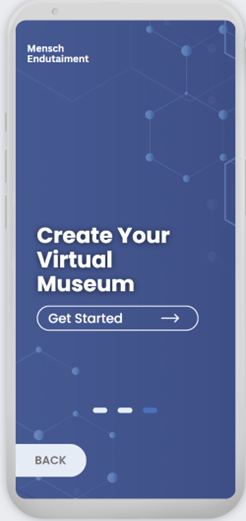 Mensch
Endutaiment
Create Your
Virtual
Museum
Get Started
BACK